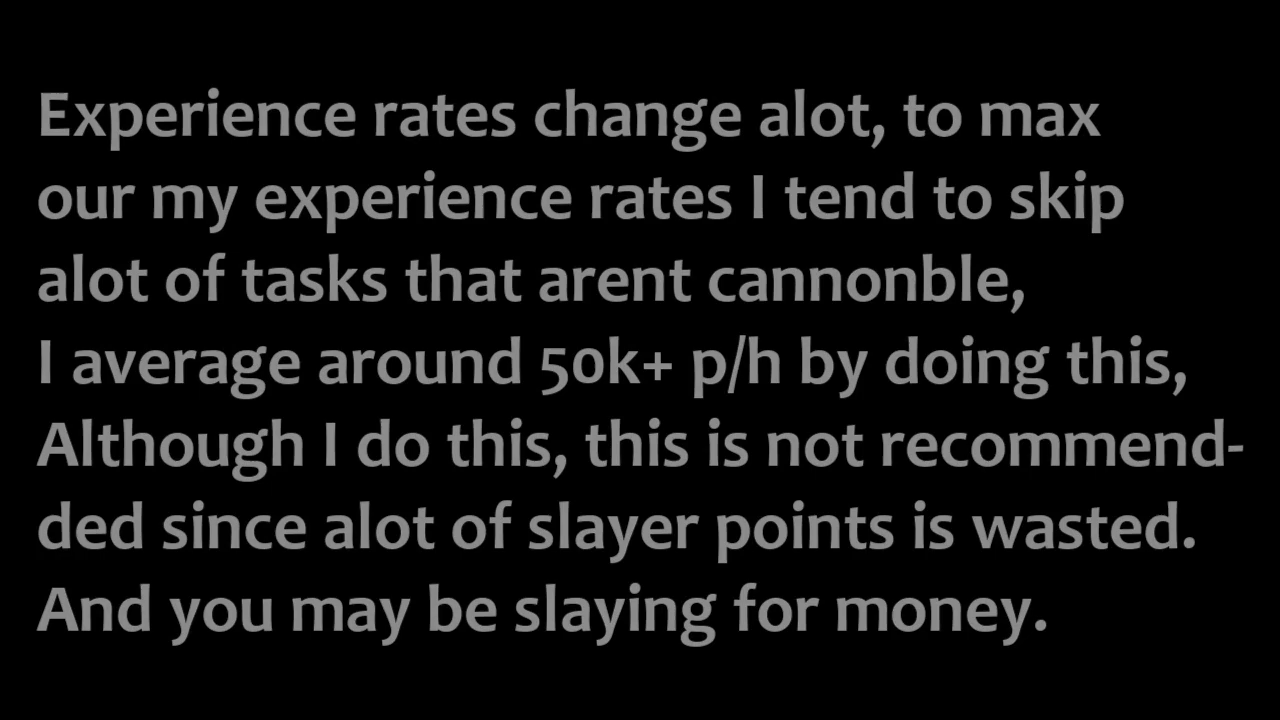 Experience rates change alot, to max
our my experience rates I tend to skip
alot of tasks that arent cannonble,
I average around 50k+ p/h by doing this,
Although I do this, this is not recommend-
ded since alot of slayer points is wasted.
And you may be slaying for money.